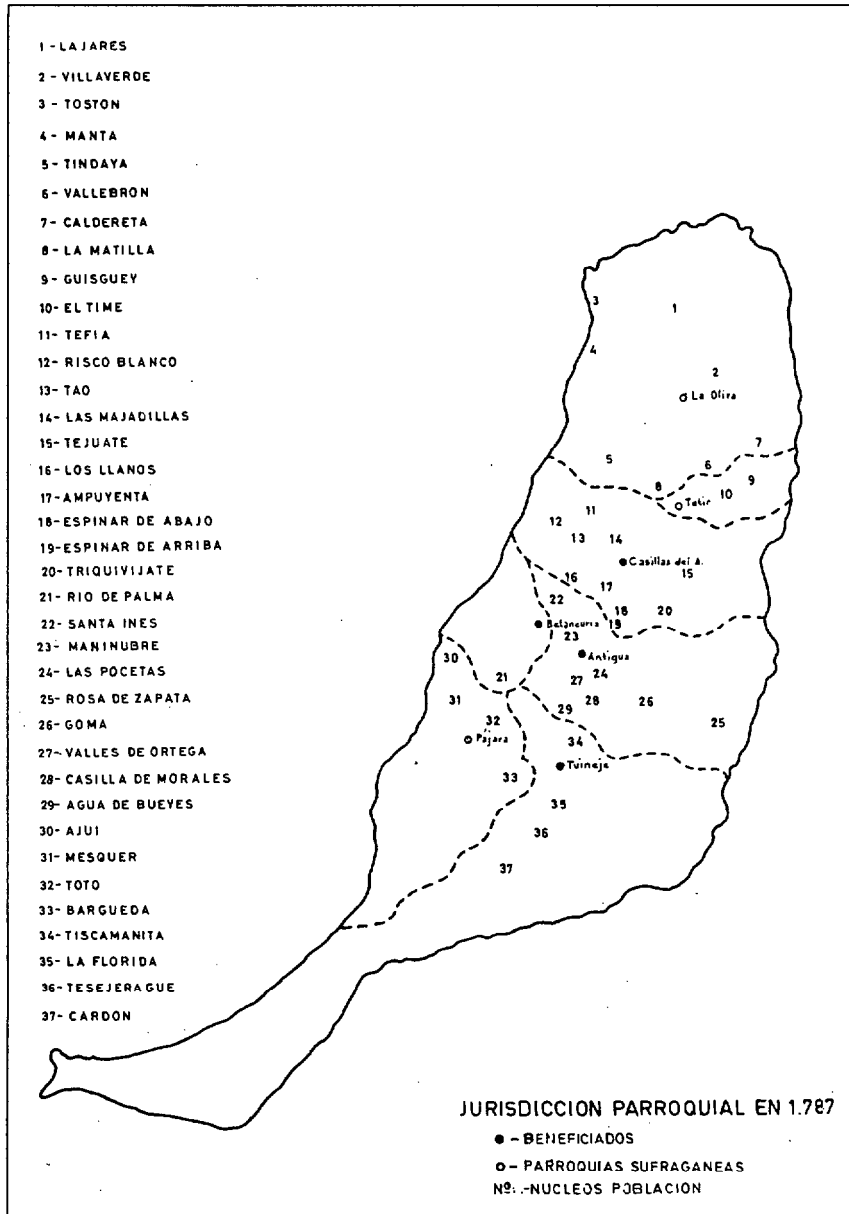 1 - LAJARES
2 - VILLAVERDE
3 - TOSTON
4 - MANTA
5 - TINDAYA
6 - VALLEBRON
7 - CALDERETA
8 - LA MATILLA
9 - GUISGUEY
10 - EL TIME
11 - TEFIA
12 - RISCO BLANCO
13 - TAO
14 - LAS MAJADILLAS
15 - TEJUATE
16 - LOS LLANOS
17 - AMPUYENTA
18 - ESPINAR DE ABAJO
19 - ESPINAR DE ARRIBA
20 - TRIQUIVIJATE
21 - RIO DE PALMA
22 - SANTA INES
23 - MANINUBRE
24 - LAS POCETAS
25 - ROSA DE ZAPATA
26 - GOMA
27 - VALLES DE ORTEGA
28 - CASILLA DE MORALES
29 - AGUA DE BUEYES
30 - AJUI
31 - MESQUER
32 - TOTO
33 - BARGUEDA
34 - TISCAMANITA
35 - LA FLORIDA
36 - TESEJERAGUE
37 - CARDON
3
1
4
2
La Oliva
7
5
6
8
9
10
Tetir
11
12
13
14
Casillas del A.
15
16
17
22
18
20
Betancuria
19
23
Antigua
30
21
24
27
31
28
26
29
32
25
Pájara
34
Tuineje
33
35
36
37
JURISDICCION PARROQUIAL EN 1.787
● - BENEFICIADOS
○ - PARROQUIAS SUFRAGANEAS
Nº:.-NUCLEOS POBLACION